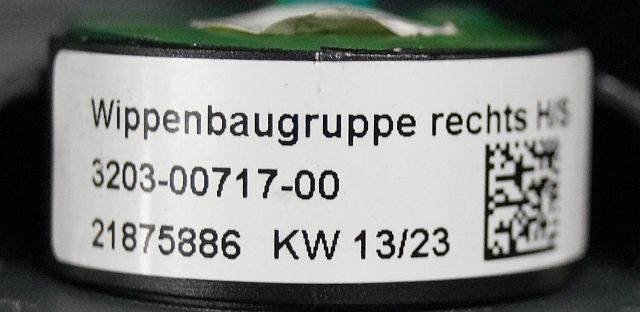 Wippenbaugruppe rechts H/S
3203-00717-00
21875886 KW 13/23